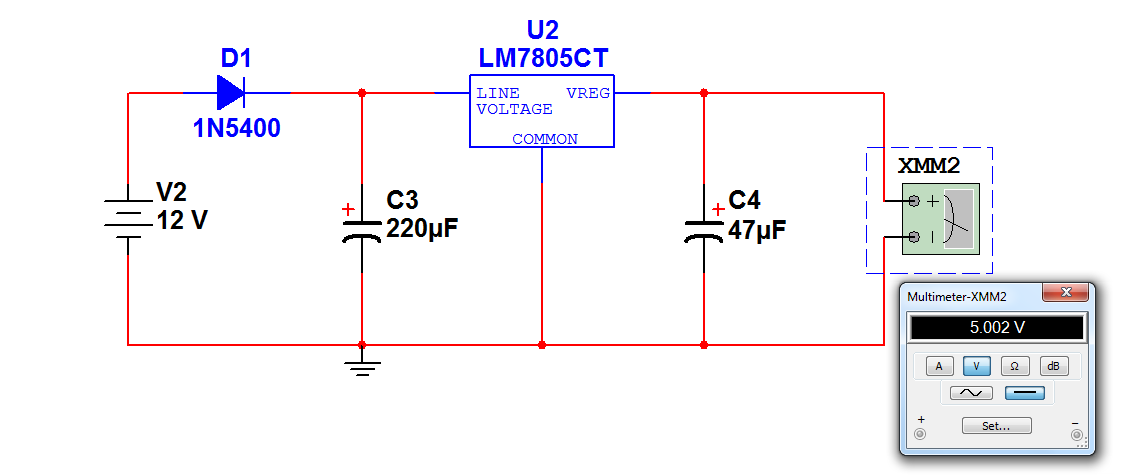 U2
LM7805CT
D1
1N5400
LINE VREG
VOLTAGE
COMMON
V2
12 V
C3
220µF
C4
47µF
XMM2
Multimeter-XMM2
5.002 V
A V Ω dB
Set...